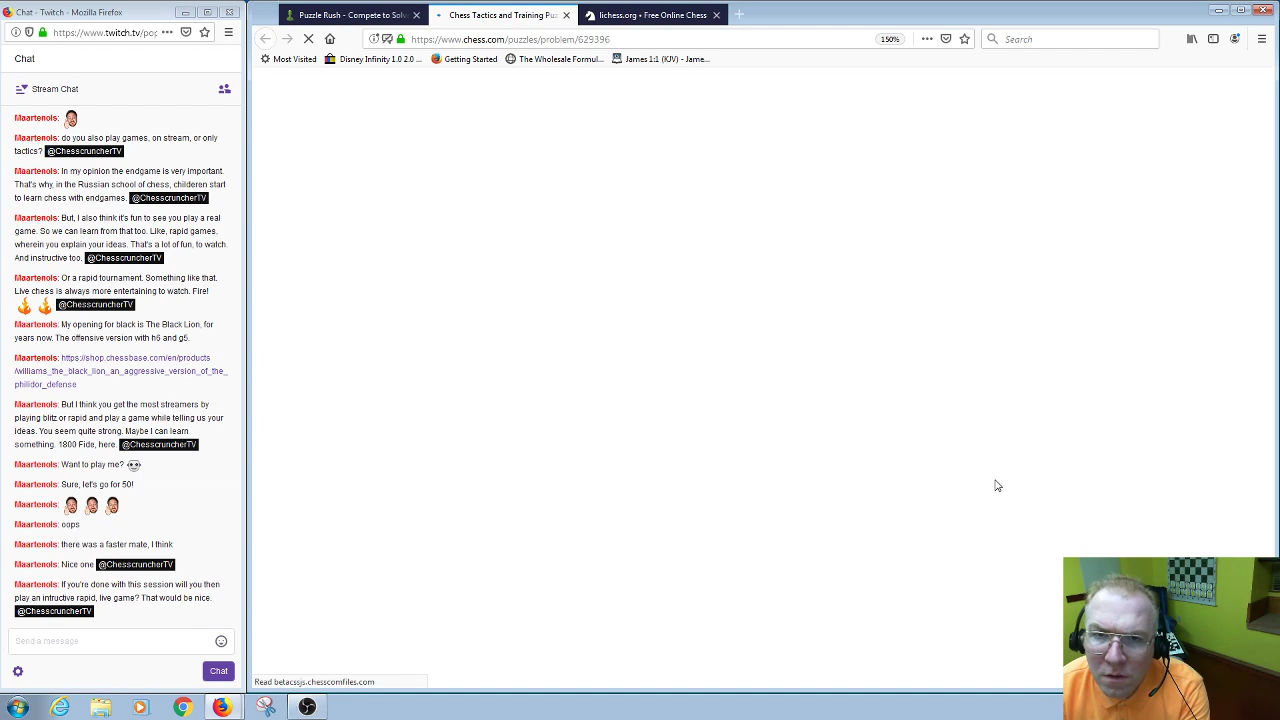 Chat - Twitch - Mozilla Firefox
https://www.twitch.tv/pop
Chat
Stream Chat
Maartenols:
Maartenols: do you also play games, on stream, or only
tactics? @ChesscruncherTV
Maartenols: In my opinion the endgame is very important.
That's why, in the Russian school of chess, childeren start
to learn chess with endgames. @ChesscruncherTV
Maartenols: But, I also think it's fun to see you play a real
game. So we can learn from that too. Like, rapid games,
wherein you explain your ideas. That's a lot of fun, to watch.
And instructive too. @ChesscruncherTV
Maartenols: Or a rapid tournament. Something like that.
Live chess is always more entertaining to watch. Fire!
@ChesscruncherTV
Maartenols: My opening for black is The Black Lion, for
years now. The offensive version with h6 and g5.
Maartenols: https://shop.chessbase.com/en/products
/williams_the_black_lion_an_aggressive_version_of_the_
philidor_defense
Maartenols: But I think you get the most streamers by
playing blitz or rapid and play a game while telling us your
ideas. You seem quite strong. Maybe I can learn
something. 1800 Fide, here. @ChesscruncherTV
Maartenols: Want to play me?
Maartenols: Sure, let's go for 50!
Maartenols:
Maartenols: oops
Maartenols: there was a faster mate, I think.
Maartenols: Nice one @ChesscruncherTV
Maartenols: If you're done with this session will you then
play an intructive rapid, live game? That would be nice.
@ChesscruncherTV
Send a message
Chat
Puzzle Rush - Compete to Solve
Chess Tactics and Training Puz
lichess.org • Free Online Chess
https://www.chess.com/puzzles/problem/629396
150%
Search
Most Visited
Disney Infinity 1.0 2.0 ...
Getting Started
The Wholesale Formul...
James 1:1 (KJV) - Jame...
Read betacssjs.chesscomfiles.com